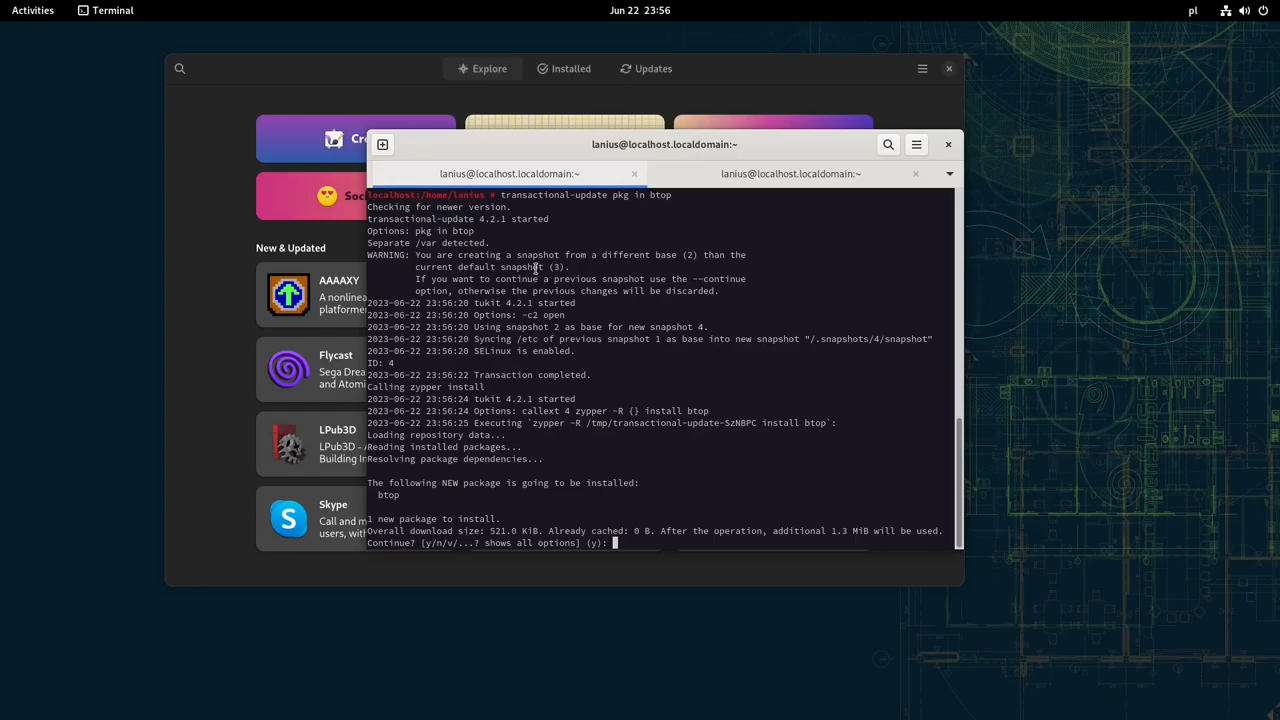 Activities
Terminal
Jun 22 23:56
pl
Explore
Installed
Updates
Cr
Soc
New & Updated
AAAAXY
A nonlinea
platforme
Flycast
Sega Drea
and Atomi
LPub3D
LPub3D - 
Building In
Skype
Call and m
users, with
lanius@localhost.localdomain:~
lanius@localhost.localdomain:~
lanius@localhost.localdomain:~
localhost:/home/lanius # transactional-update pkg in btop
Checking for newer version.
transactional-update 4.2.1 started
Options: pkg in btop
Separate /var detected.
WARNING: You are creating a snapshot from a different base (2) than the
current default snapshot (3).
If you want to continue a previous snapshot use the --continue
option, otherwise the previous changes will be discarded.
2023-06-22 23:56:20 tukit 4.2.1 started
2023-06-22 23:56:20 Options: -c2 open
2023-06-22 23:56:20 Using snapshot 2 as base for new snapshot 4.
2023-06-22 23:56:20 Syncing /etc of previous snapshot 1 as base into new snapshot "/.snapshots/4/snapshot"
2023-06-22 23:56:20 SELinux is enabled.
ID: 4
2023-06-22 23:56:22 Transaction completed.
Calling zypper install
2023-06-22 23:56:24 tukit 4.2.1 started
2023-06-22 23:56:24 Options: callext 4 zypper -R {} install btop
2023-06-22 23:56:25 Executing `zypper -R /tmp/transactional-update-SzNBPC install btop`:
Loading repository data...
Reading installed packages...
Resolving package dependencies...
The following NEW package is going to be installed:
btop
1 new package to install.
Overall download size: 521.0 KiB. Already cached: 0 B. After the operation, additional 1.3 MiB will be used.
Continue? [y/n/v/...? shows all options] (y):